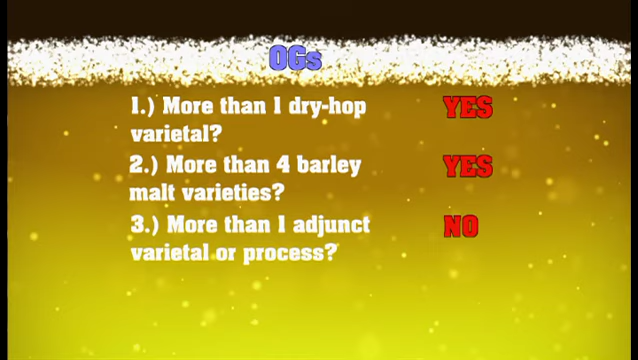 OGs
1.) More than 1 dry-hop YES
varietal?
2.) More than 4 barley YES
malt varieties?
3.) More than 1 adjunct NO
varietal or process?